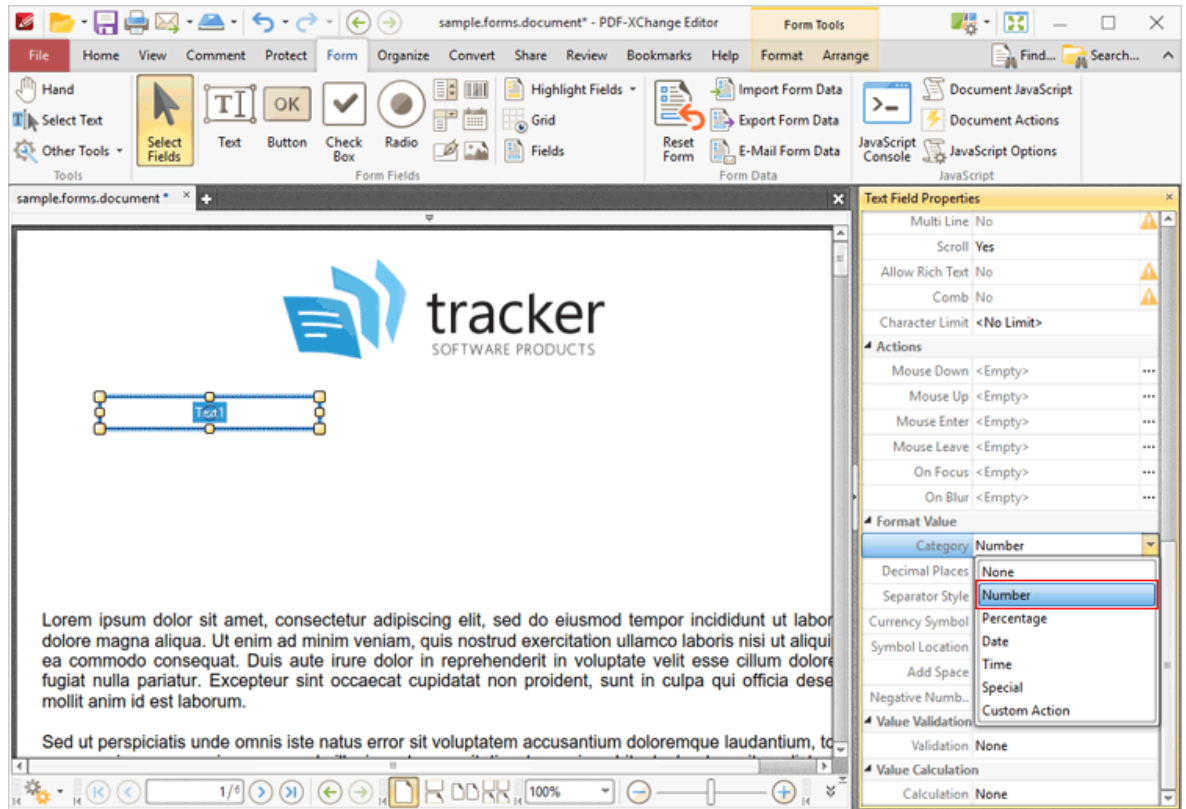 sample.forms.document* - PDF-XChange Editor
Form Tools
File Home View Comment Protect Form Organize Convert Share Review Bookmarks Help Format Arrange Find... Search...
Hand
Select Text
Other Tools
Tools
Select Fields
Text
OK
Button
Check Box
Radio
Form Fields
Highlight Fields
Grid
Fields
Reset Form
Import Form Data
Export Form Data
E-Mail Form Data
Form Data
JavaScript Console
Document JavaScript
Document Actions
JavaScript Options
JavaScript
sample.forms.document *
tracker
SOFTWARE PRODUCTS
Text1
Lorem ipsum dolor sit amet, consectetur adipiscing elit, sed do eiusmod tempor incididunt ut labor
dolore magna aliqua. Ut enim ad minim veniam, quis nostrud exercitation ullamco laboris nisi ut aliqui
ea commodo consequat. Duis aute irure dolor in reprehenderit in voluptate velit esse cillum dolore
fugiat nulla pariatur. Excepteur sint occaecat cupidatat non proident, sunt in culpa qui officia dese
mollit anim id est laborum.
Sed ut perspiciatis unde omnis iste natus error sit voluptatem accusantium doloremque laudantium, to
1/6
100%
Text Field Properties
Multi Line No
Scroll Yes
Allow Rich Text No
Comb No
Character Limit <No Limit>
Actions
Mouse Down <Empty>
Mouse Up <Empty>
Mouse Enter <Empty>
Mouse Leave <Empty>
On Focus <Empty>
On Blur <Empty>
Format Value
Category Number
Decimal Places
Separator Style
Currency Symbol
Symbol Location
Add Space
Negative Numb..
None
Number
Percentage
Date
Time
Special
Custom Action
Value Validation
Validation None
Value Calculation
Calculation None